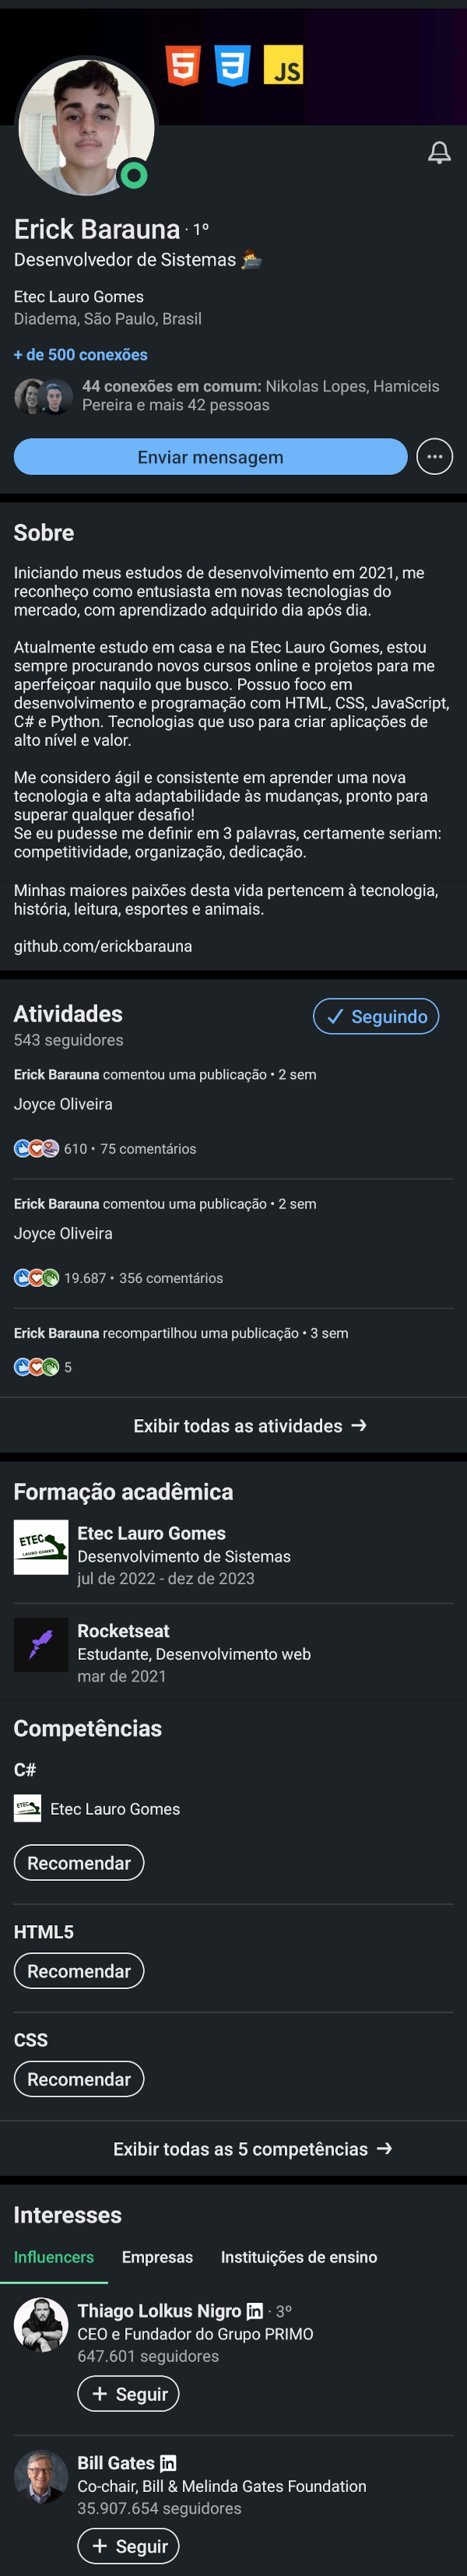 JS
Erick Barauna · 1º
Desenvolvedor de Sistemas
Etec Lauro Gomes
Diadema, São Paulo, Brasil
+ de 500 conexões
44 conexões em comum: Nikolas Lopes, Hamiceis
Pereira e mais 42 pessoas
Enviar mensagem
Sobre
Iniciando meus estudos de desenvolvimento em 2021, me
reconheço como entusiasta em novas tecnologias do
mercado, com aprendizado adquirido dia após dia.
Atualmente estudo em casa e na Etec Lauro Gomes, estou
sempre procurando novos cursos online e projetos para me
aperfeiçoar naquilo que busco. Possuo foco em
desenvolvimento e programação com HTML, CSS, JavaScript,
C# e Python. Tecnologias que uso para criar aplicações de
alto nível e valor.
Me considero ágil e consistente em aprender uma nova
tecnologia e alta adaptabilidade às mudanças, pronto para
superar qualquer desafio!
Se eu pudesse me definir em 3 palavras, certamente seriam:
competitividade, organização, dedicação.
Minhas maiores paixões desta vida pertencem à tecnologia,
história, leitura, esportes e animais.
github.com/erickbarauna
Atividades
Seguindo
543 seguidores
Erick Barauna comentou uma publicação • 2 sem
Joyce Oliveira
610 • 75 comentários
Erick Barauna comentou uma publicação • 2 sem
Joyce Oliveira
19.687 • 356 comentários
Erick Barauna recompartilhou uma publicação • 3 sem
5
Exibir todas as atividades →
Formação acadêmica
ETEC
LAURO GOMES
Etec Lauro Gomes
Desenvolvimento de Sistemas
jul de 2022 - dez de 2023
Rocketseat
Estudante, Desenvolvimento web
mar de 2021
Competências
C#
ETEC
Etec Lauro Gomes
Recomendar
HTML5
Recomendar
CSS
Recomendar
Exibir todas as 5 competências →
Interesses
Influencers Empresas Instituições de ensino
Thiago Lolkus Nigro in · 3º
CEO e Fundador do Grupo PRIMO
647.601 seguidores
+ Seguir
Bill Gates in
Co-chair, Bill & Melinda Gates Foundation
35.907.654 seguidores
+ Seguir